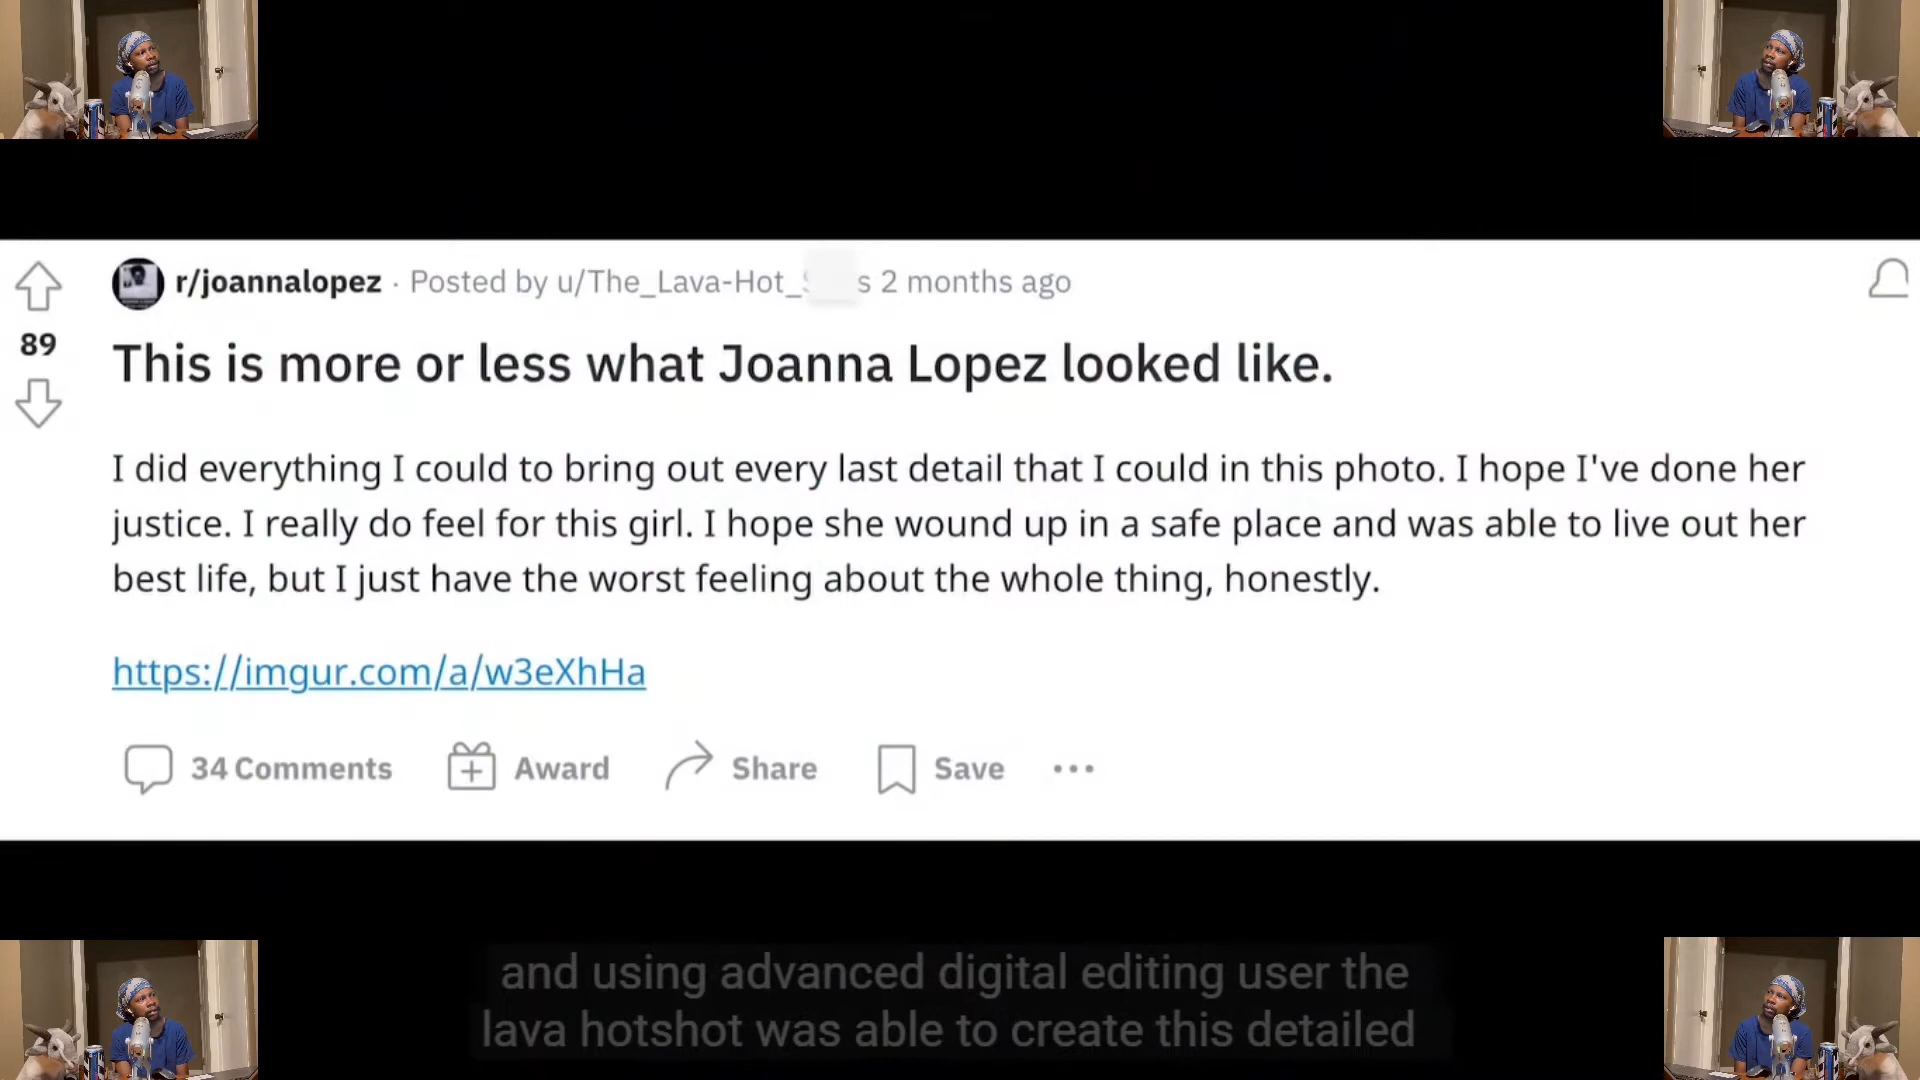 r/joannalopez · Posted by u/The_Lava-Hot_ s 2 months ago
89
This is more or less what Joanna Lopez looked like.
I did everything I could to bring out every last detail that I could in this photo. I hope I've done her
justice. I really do feel for this girl. I hope she wound up in a safe place and was able to live out her
best life, but I just have the worst feeling about the whole thing, honestly.
https://imgur.com/a/w3eXhHa
34 Comments Award Share Save
and using advanced digital editing user the
lava hotshot was able to create this detailed